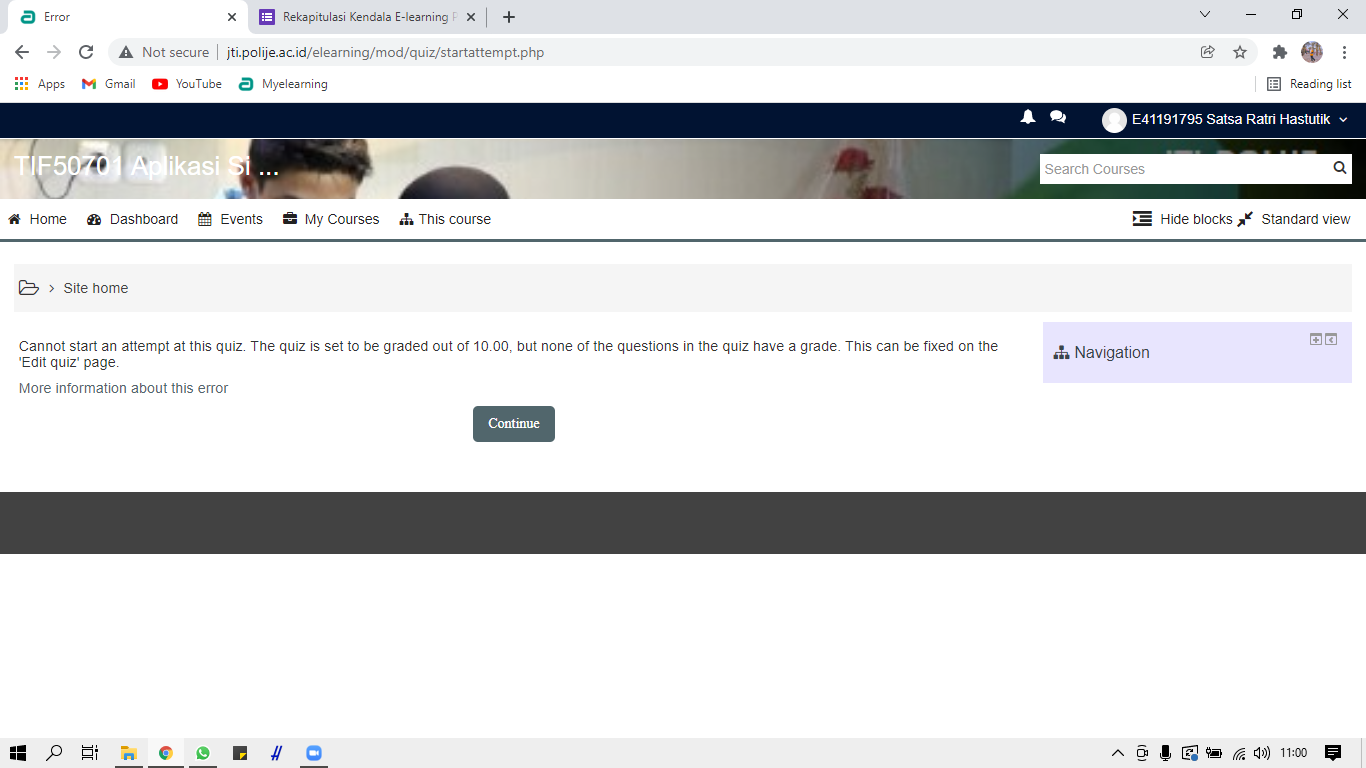 Error
Rekapitulasi Kendala E-learning
Not secure
jti.polije.ac.id/elearning/mod/quiz/startattempt.php
Apps
Gmail
YouTube
Myelearning
Reading list
E41191795 Satsa Ratri Hastutik
TIF50701 Aplikasi Si ...
Search Courses
Home
Dashboard
Events
My Courses
This course
Hide blocks
Standard view
Site home
Cannot start an attempt at this quiz. The quiz is set to be graded out of 10.00, but none of the questions in the quiz have a grade. This can be fixed on the
'Edit quiz' page.
More information about this error
Continue
Navigation
11:00